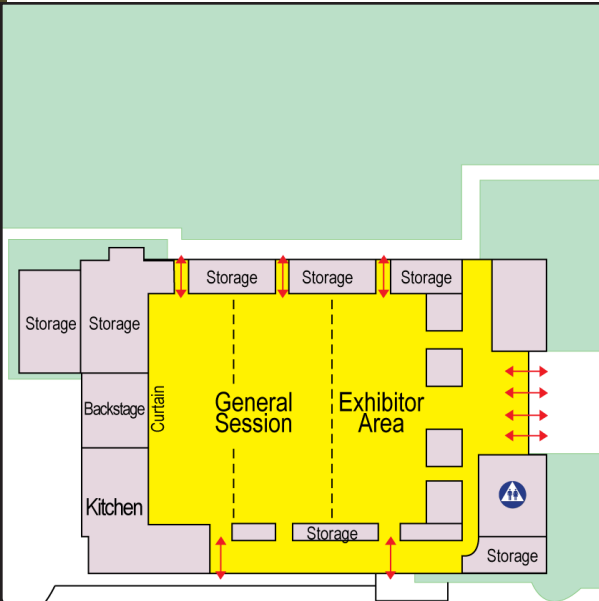 Storage
Storage
Storage
Storage
Storage
Backstage
Curtain
General
Session
Exhibitor
Area
Kitchen
Storage
Storage